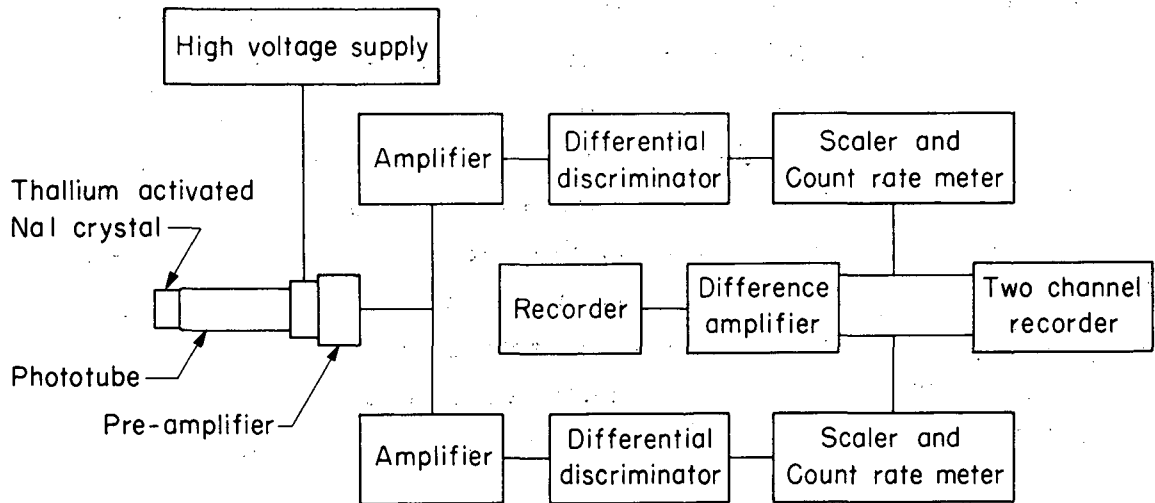 High voltage supply
Amplifier
Differential
discriminator
Scaler and
Count rate meter
Thallium activated
NaI crystal
Recorder
Difference
amplifier
Two channel
recorder
Phototube
Pre-amplifier
Amplifier
Differential
discriminator
Scaler and
Count rate meter